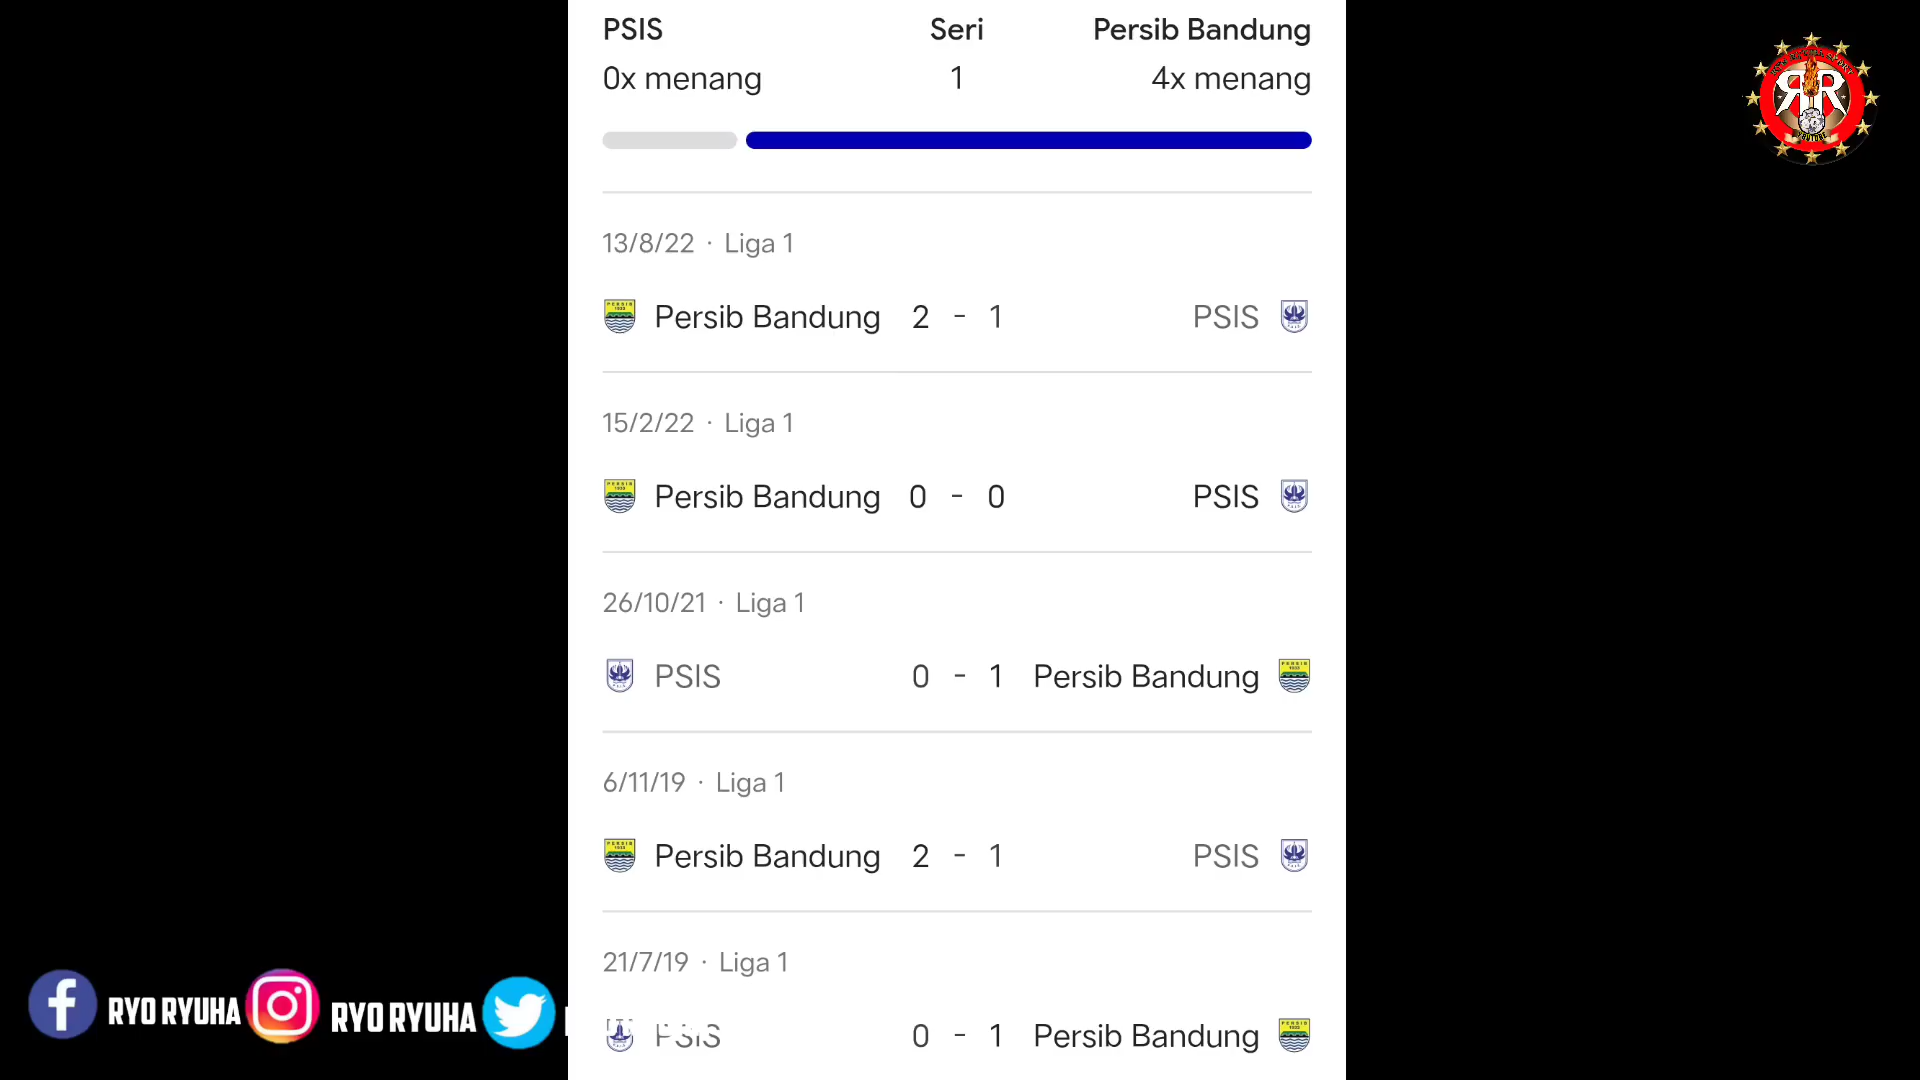 PSIS Seri Persib Bandung
0x menang 1 4x menang
13/8/22 · Liga 1
Persib Bandung 2 - 1 PSIS
15/2/22 · Liga 1
Persib Bandung 0 - 0 PSIS
26/10/21 · Liga 1
PSIS 0 - 1 Persib Bandung
6/11/19 · Liga 1
Persib Bandung 2 - 1 PSIS
21/7/19 · Liga 1
PSIS 0 - 1 Persib Bandung
RYO RYUHA
RYO RYUHA